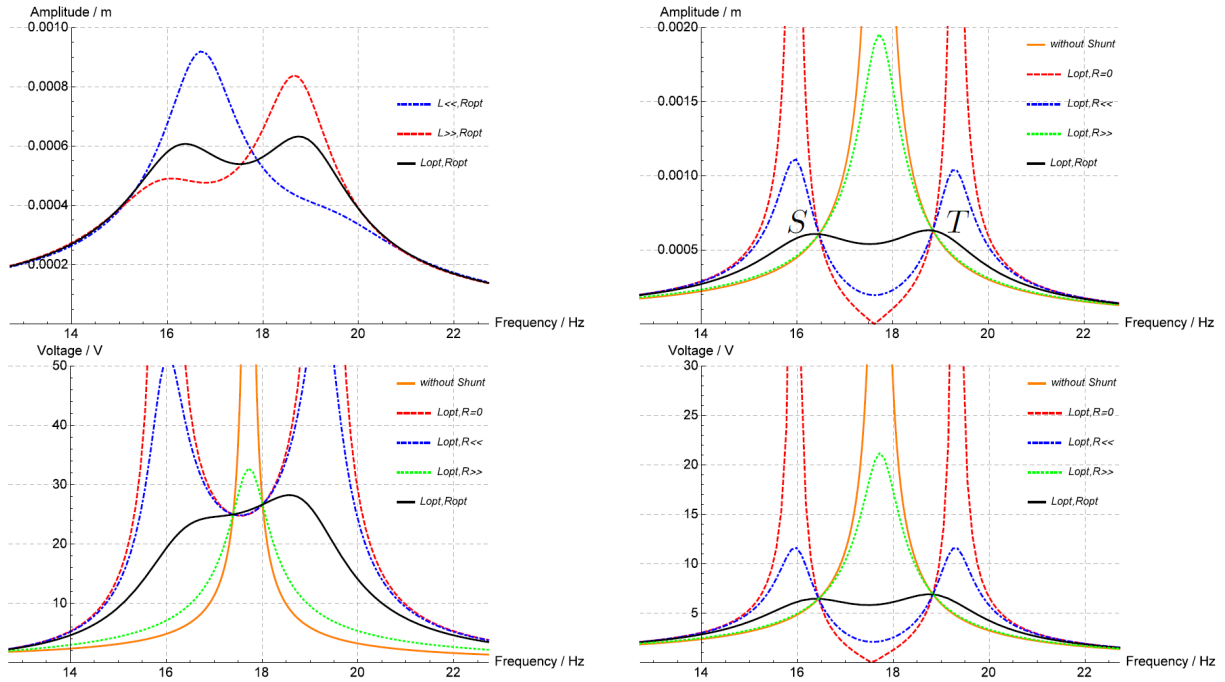 Amplitude / m
0.0010
0.0008
0.0006
0.0004
0.0002
L<<,Ropt
L>>,Ropt
Lopt,Ropt
14
16
18
20
22
Frequency / Hz
Amplitude / m
0.0020
0.0015
0.0010
0.0005
S
T
without Shunt
Lopt,R=0
Lopt,R<<
Lopt,R>>
Lopt,Ropt
14
16
18
20
22
Frequency / Hz
Voltage / V
50
40
30
20
10
without Shunt
Lopt,R=0
Lopt,R<<
Lopt,R>>
Lopt,Ropt
14
16
18
20
22
Frequency / Hz
Voltage / V
30
25
20
15
10
5
without Shunt
Lopt,R=0
Lopt,R<<
Lopt,R>>
Lopt,Ropt
14
16
18
20
22
Frequency / Hz